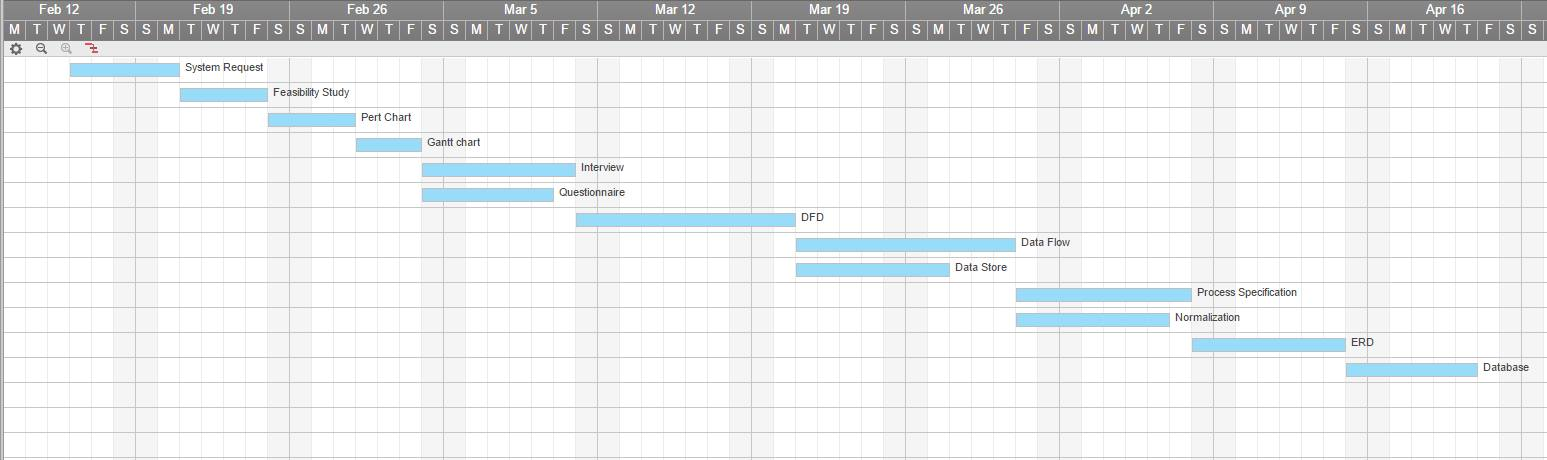 Feb 12 Feb 19 Feb 26 Mar 5 Mar 12 Mar 19 Mar 26 Apr 2 Apr 9 Apr 16
M T W T F S S M T W T F S S M T W T F S S M T W T F S S M T W T F S S M T W T F S S M T W T F S S M T W T F S S M T W T F S S M T W T F S S
System Request
Feasibility Study
Pert Chart
Gantt chart
Interview
Questionnaire
DFD
Data Flow
Data Store
Process Specification
Normalization
ERD
Database